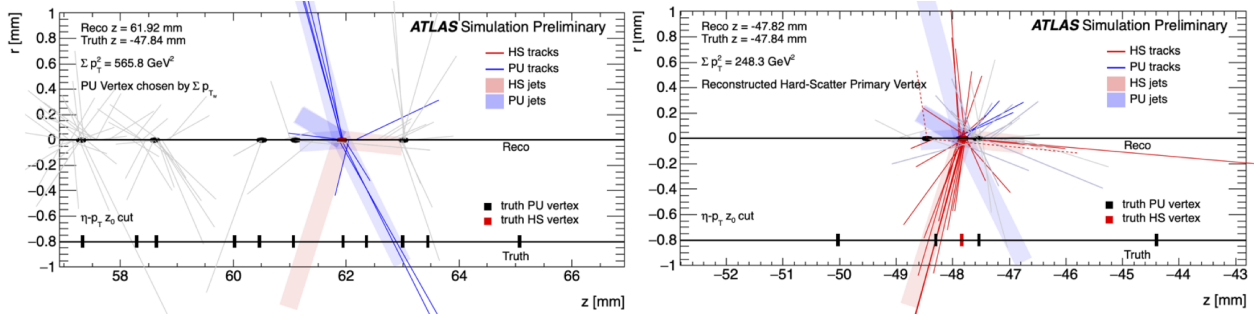 ATLAS Simulation Preliminary
Reco z = 61.92 mm
Truth z = -47.84 mm
Σ p_T^2 = 565.8 GeV^2
PU Vertex chosen by Σ p_Tw
HS tracks
PU tracks
HS jets
PU jets
r [mm]
1
0.8
0.6
0.4
0.2
0
−0.2
−0.4
−0.6
−0.8
−1
Reco
truth PU vertex
truth HS vertex
η-p_T z_0 cut
Truth
58 60 62 64 66
z [mm]
ATLAS Simulation Preliminary
Reco z = -47.82 mm
Truth z = -47.84 mm
Σ p_T^2 = 248.3 GeV^2
Reconstructed Hard-Scatter Primary Vertex
HS tracks
PU tracks
HS jets
PU jets
r [mm]
1
0.8
0.6
0.4
0.2
0
−0.2
−0.4
−0.6
−0.8
−1
Reco
truth PU vertex
truth HS vertex
η-p_T z_0 cut
Truth
−52 −51 −50 −49 −48 −47 −46 −45 −44 −43
z [mm]